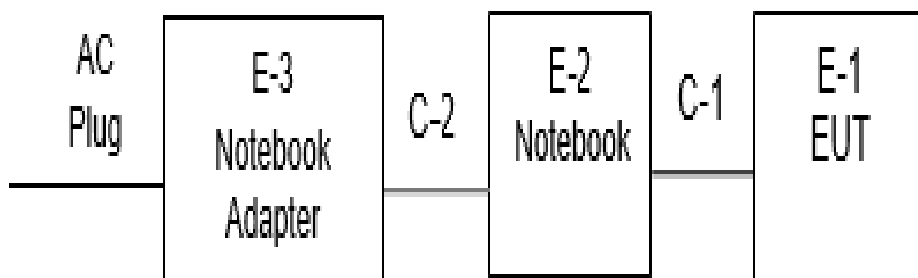 AC
Plug
E-3
Notebook
Adapter
C-2
E-2
Notebook
C-1
E-1
EUT